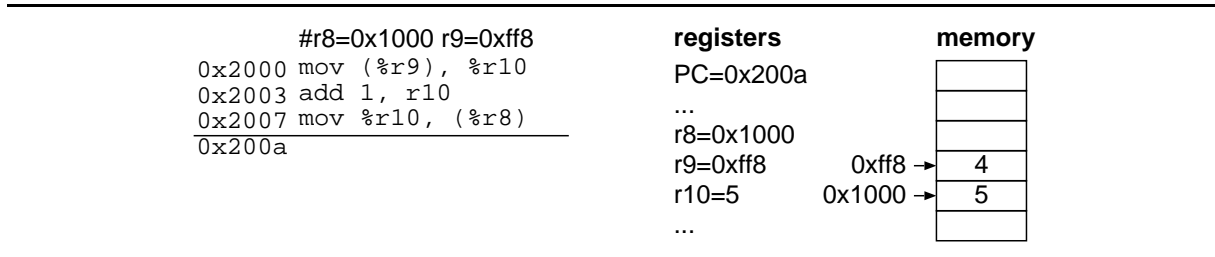 #r8=0x1000 r9=0xff8
0x2000 mov (%r9), %r10
0x2003 add 1, r10
0x2007 mov %r10, (%r8)
0x200a
registers
PC=0x200a
...
r8=0x1000
r9=0xff8
r10=5
...
memory
0xff8 4
0x1000 5